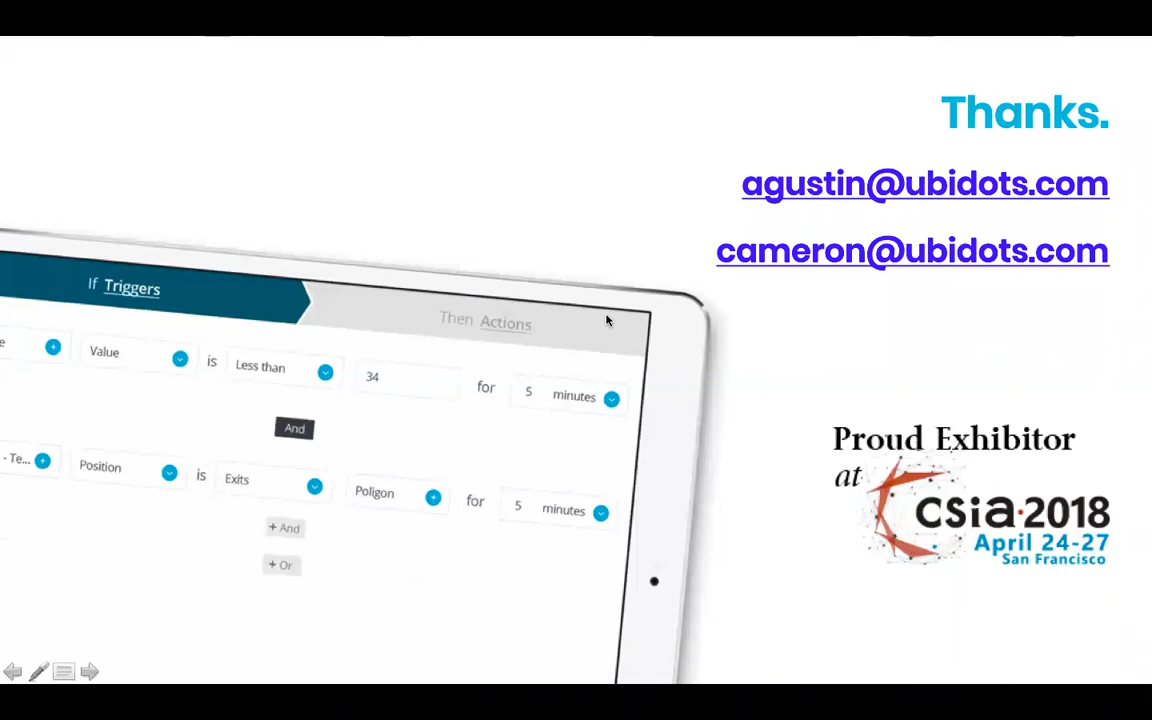 Thanks.
agustin@ubidots.com
cameron@ubidots.com
If Triggers
Then Actions
e
Value is Less than 34 for 5 minutes
And
- Te... Position is Exits Poligon for 5 minutes
+ And
+ Or
Proud Exhibitor
at
csia·2018
April 24-27
San Francisco